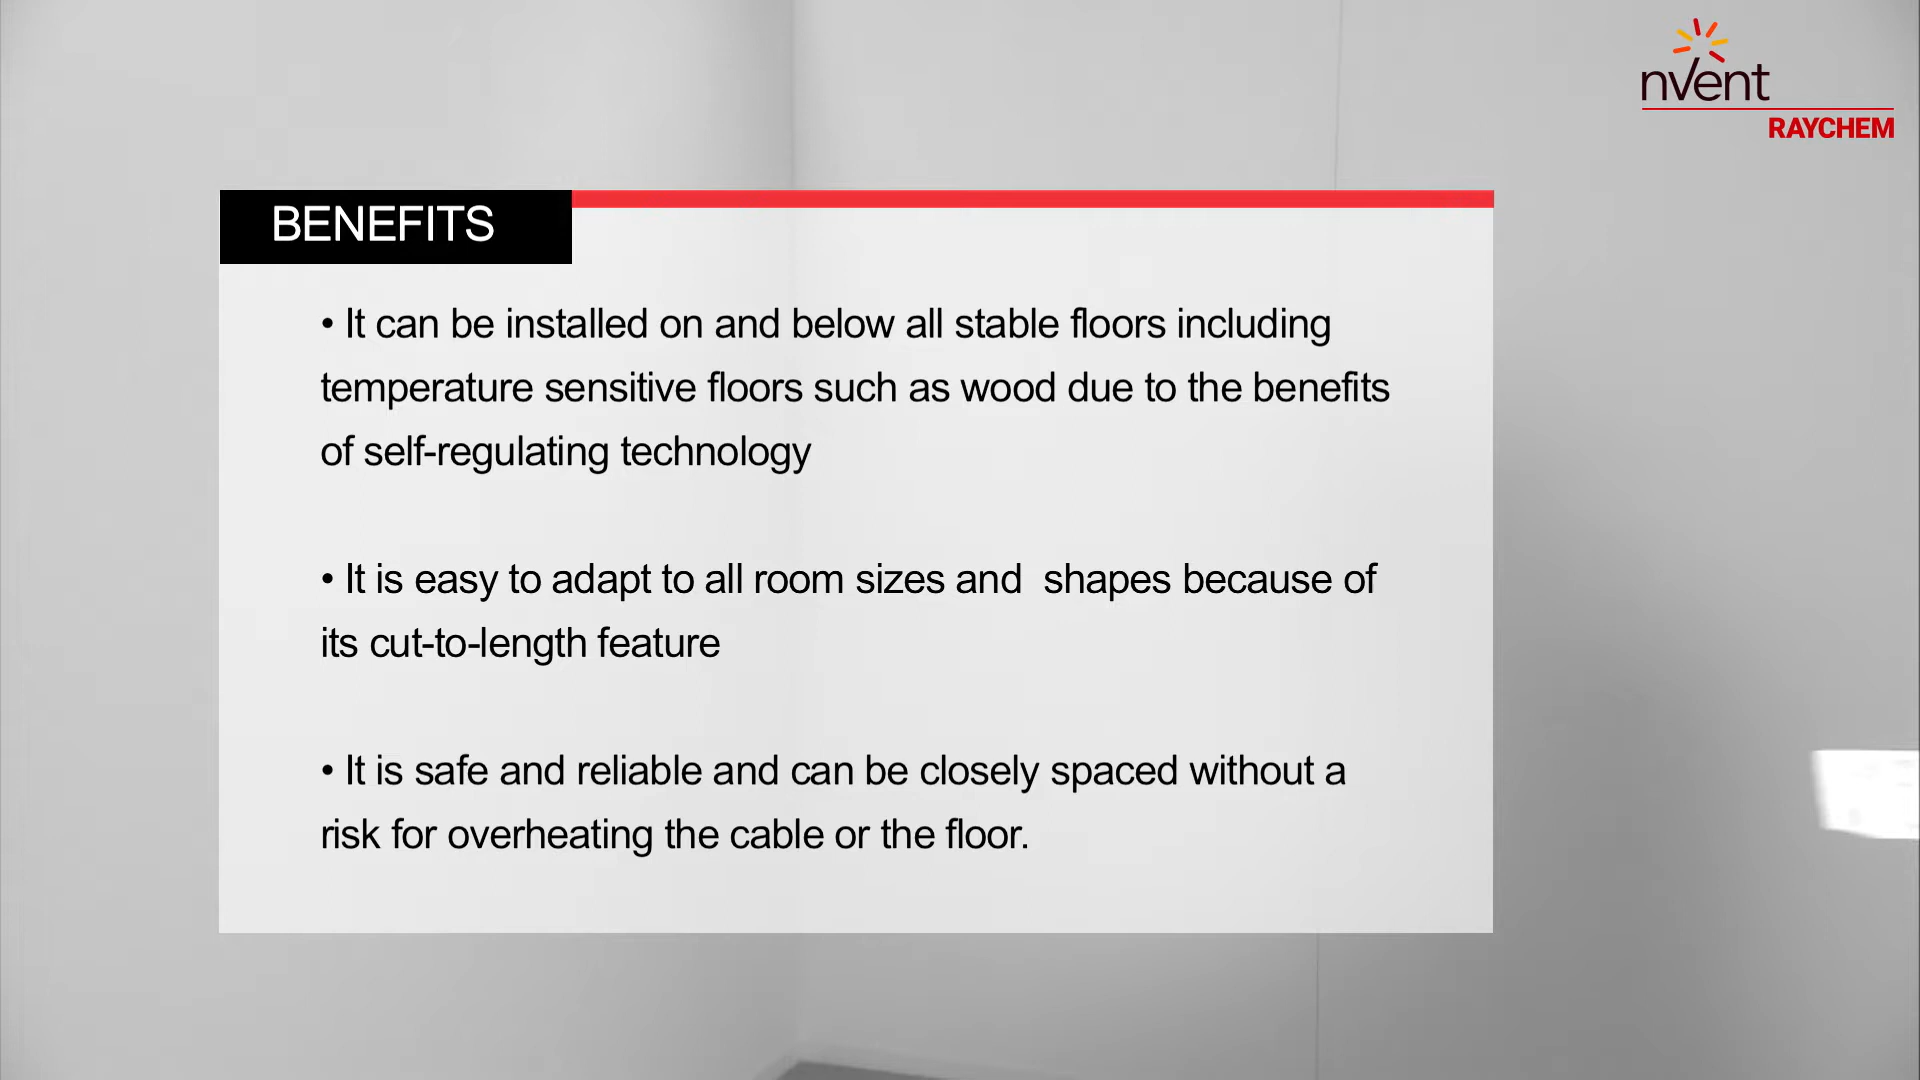 nvent
RAYCHEM
BENEFITS
• It can be installed on and below all stable floors including
temperature sensitive floors such as wood due to the benefits
of self-regulating technology
• It is easy to adapt to all room sizes and  shapes because of
its cut-to-length feature
• It is safe and reliable and can be closely spaced without a
risk for overheating the cable or the floor.